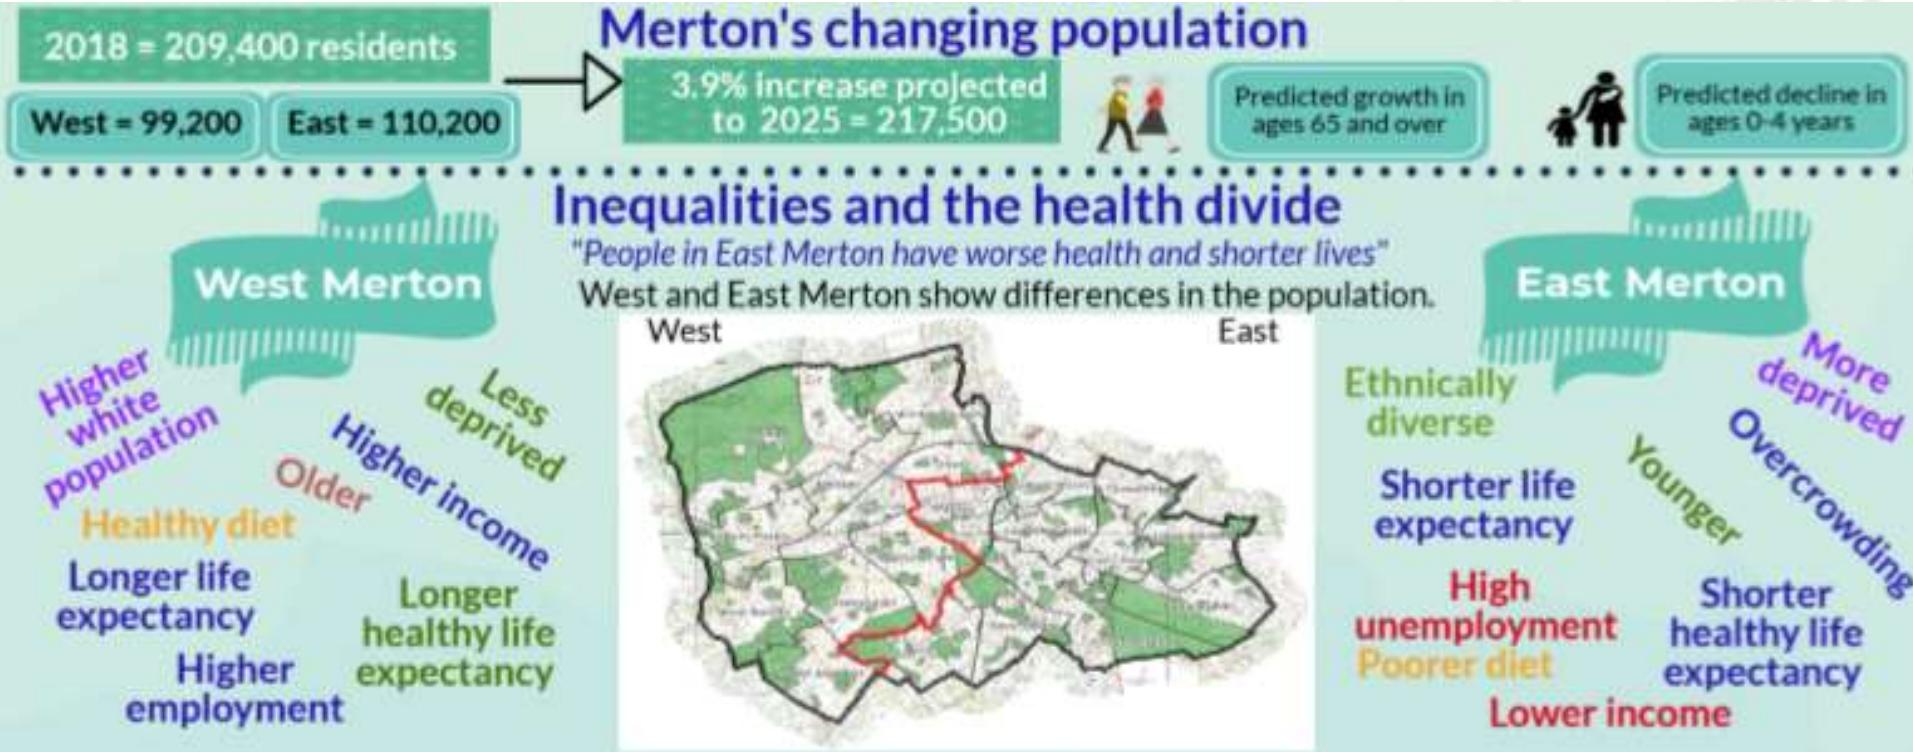 Merton's changing population
2018 = 209,400 residents
West = 99,200
East = 110,200
3.9% increase projected
to 2025 = 217,500
Predicted growth in
ages 65 and over
Predicted decline in
ages 0-4 years
Inequalities and the health divide
"People in East Merton have worse health and shorter lives"
West and East Merton show differences in the population.
West Merton
Higher
white
population
Less
deprived
Older
Higher income
Healthy diet
Longer life
expectancy
Longer
healthy life
expectancy
Higher
employment
West
East
East Merton
Ethnically
diverse
More
deprived
Shorter life
expectancy
Younger
Overcrowding
High
unemployment
Poorer diet
Shorter
healthy life
expectancy
Lower income